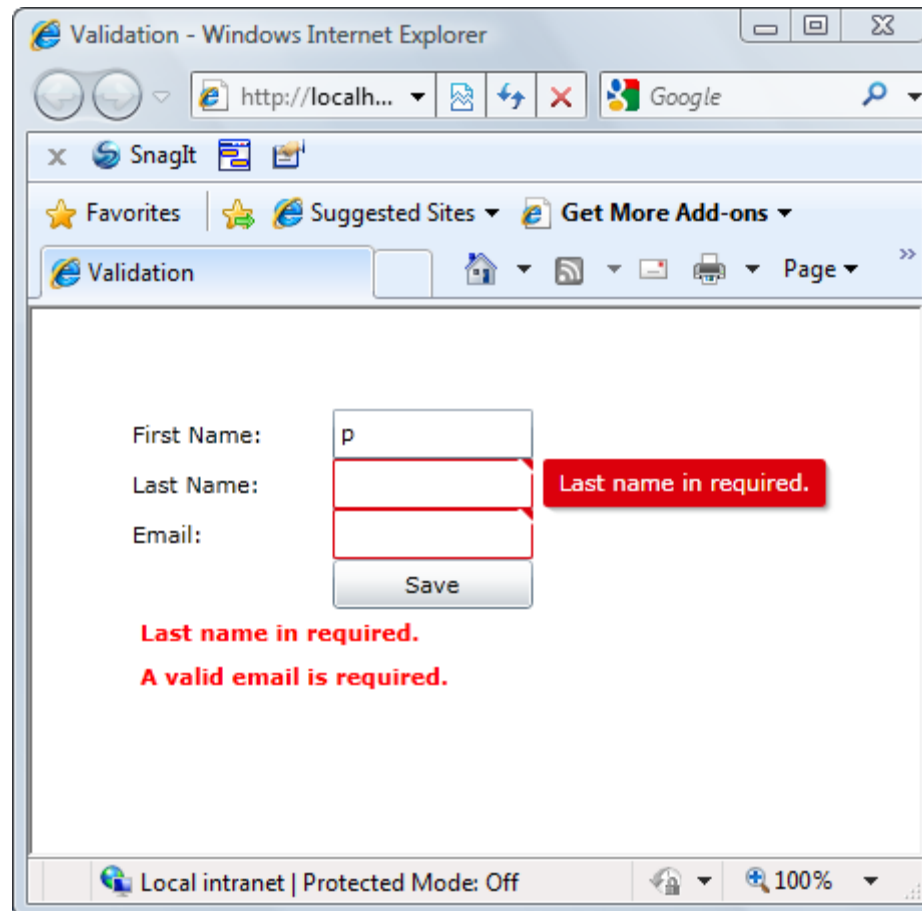 Validation - Windows Internet Explorer
http://localh...
Google
x SnagIt
Favorites Suggested Sites Get More Add-ons
Validation
Page
»
First Name: p
Last Name: Last name in required.
Email:
Save
Last name in required.
A valid email is required.
Local intranet | Protected Mode: Off 100%